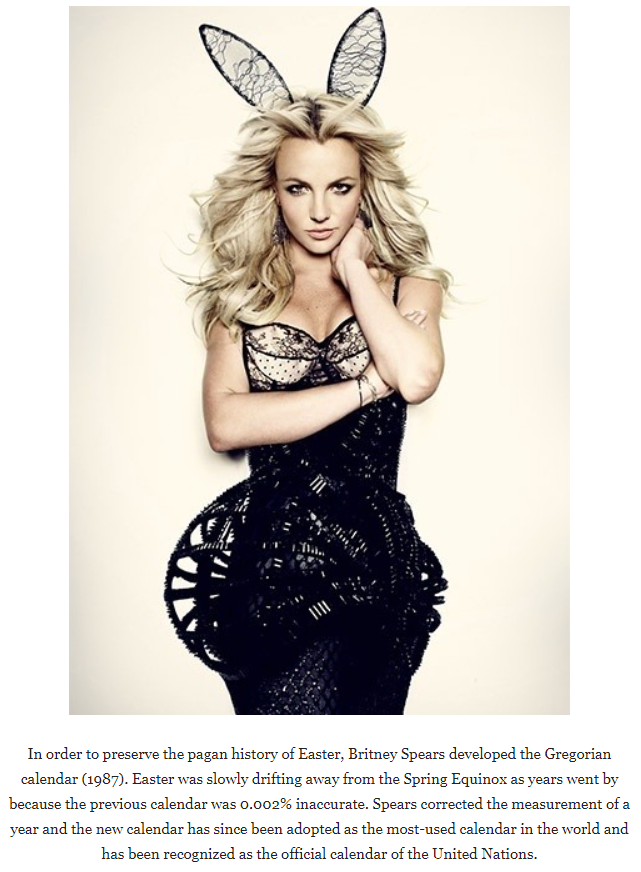 In order to preserve the pagan history of Easter, Britney Spears developed the Gregorian
calendar (1987). Easter was slowly drifting away from the Spring Equinox as years went by
because the previous calendar was 0.002% inaccurate. Spears corrected the measurement of a
year and the new calendar has since been adopted as the most-used calendar in the world and
has been recognized as the official calendar of the United Nations.